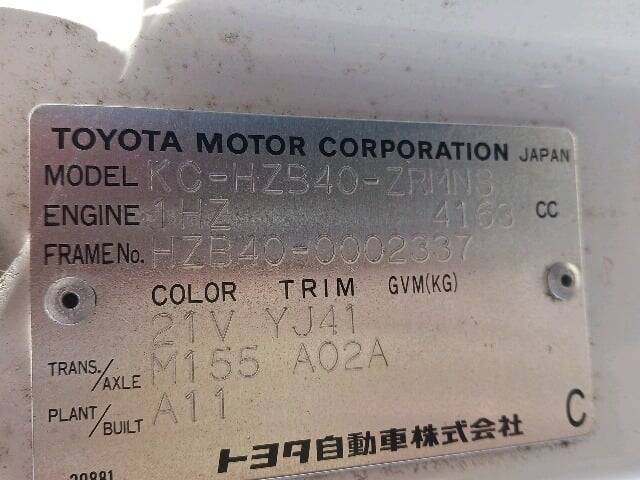 TOYOTA MOTOR CORPORATION JAPAN
MODEL KC-HZB40-ZRMNS
ENGINE 1HZ 4163 CC
FRAME No. HZB40-0002337
COLOR TRIM GVM(KG)
21V YJ41
TRANS./AXLE M155 A02A
PLANT/BUILT A11
C
トヨタ自動車株式会社
20881